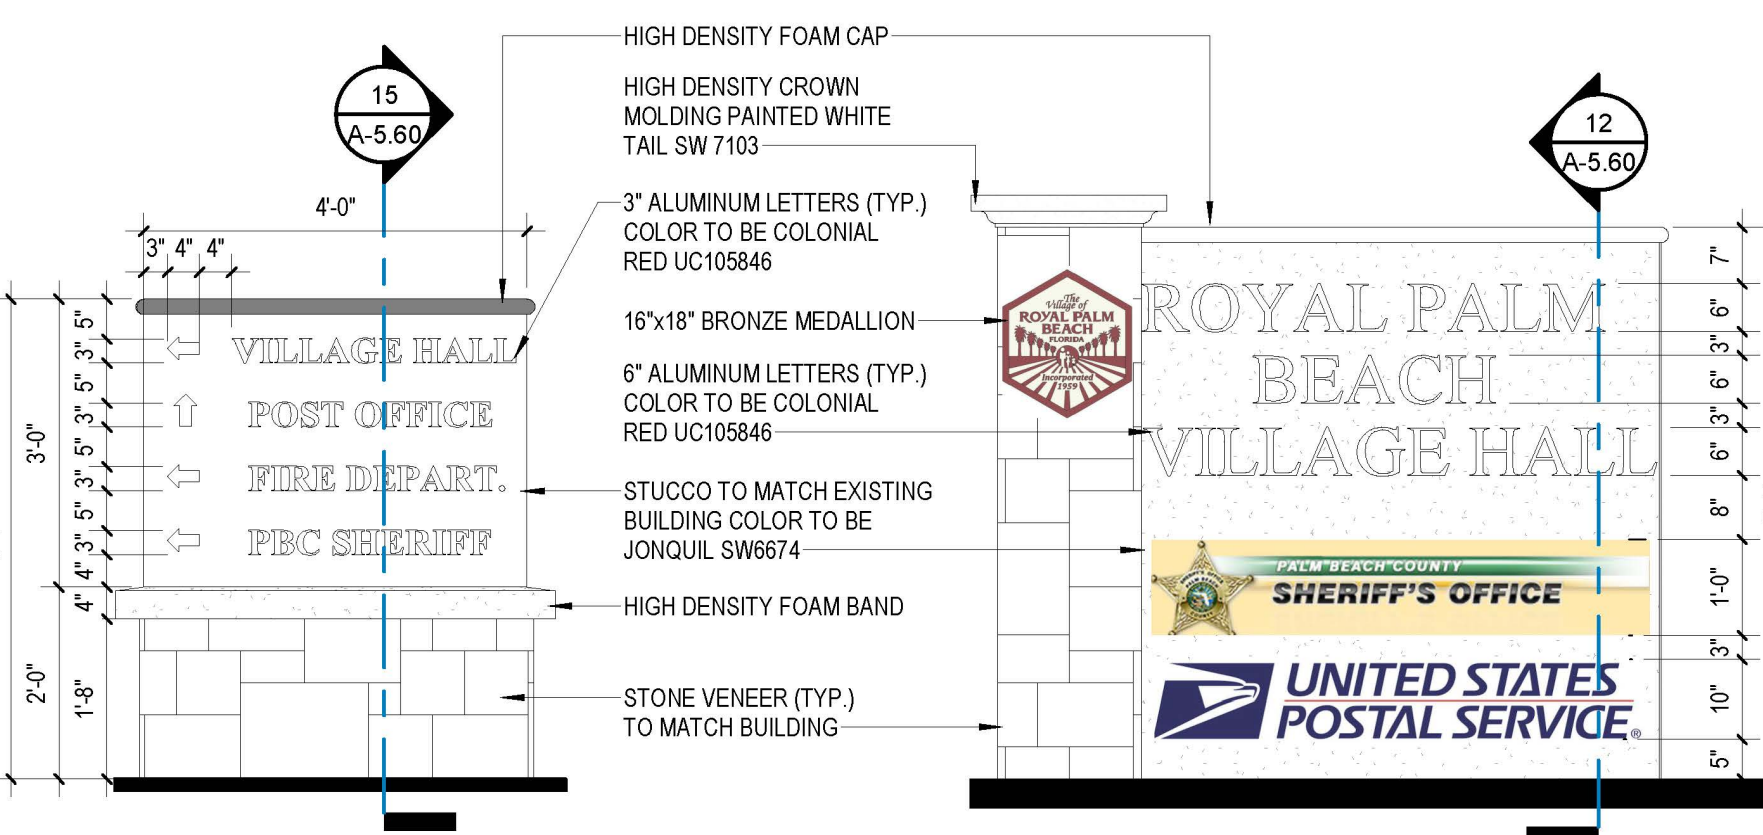 HIGH DENSITY FOAM CAP
HIGH DENSITY CROWN
MOLDING PAINTED WHITE
TAIL SW 7103
3" ALUMINUM LETTERS (TYP.)
COLOR TO BE COLONIAL
RED UC105846
16"x18" BRONZE MEDALLION
6" ALUMINUM LETTERS (TYP.)
COLOR TO BE COLONIAL
RED UC105846
STUCCO TO MATCH EXISTING
BUILDING COLOR TO BE
JONQUIL SW6674
HIGH DENSITY FOAM BAND
STONE VENEER (TYP.)
TO MATCH BUILDING
15
A-5.60
4'-0"
3" 4" 4"
3'-0"
2'-0"
5"
3"
5"
3"
5"
3"
5"
3"
4"
4"
1'-8"
VILLAGE HALL
POST OFFICE
FIRE DEPART.
PBC SHERIFF
12
A-5.60
The
Village of
ROYAL PALM
BEACH
FLORIDA
Incorporated
1959
ROYAL PALM
BEACH
VILLAGE HALL
PALM BEACH COUNTY
SHERIFF'S OFFICE
UNITED STATES
POSTAL SERVICE®
7"
6"
3"
6"
3"
6"
8"
1'-0"
3"
10"
5"